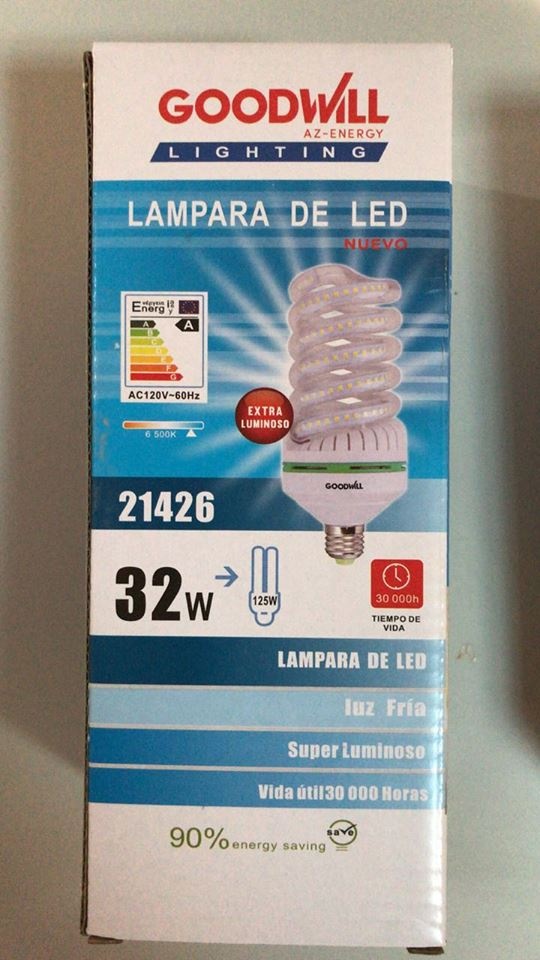 GOODWILL
AZ-ENERGY
LIGHTING
LAMPARA DE LED
NUEVO
Energ
A
A
B
C
D
E
F
G
AC120V~60Hz
6 500K
EXTRA
LUMINOSO
GOODWILL
21426
32W
125W
30 000h
TIEMPO DE
VIDA
LAMPARA DE LED
luz Fría
Super Luminoso
Vida útil30 000 Horas
90% energy saving
save